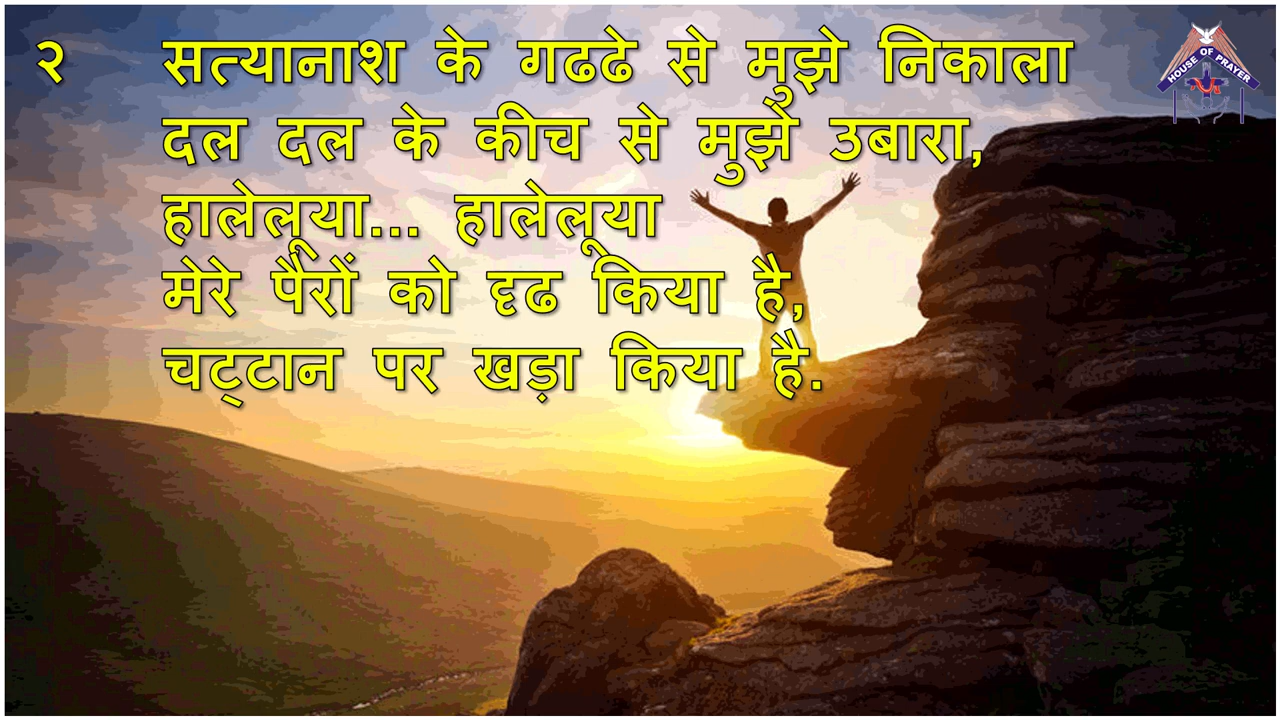 २ सत्यानाश के गढढे से मुझे निकाला
दल दल के कीच से मुझे उबारा,
हालेलूया... हालेलूया
मेरे पैरों को दृढ किया है,
चट्टान पर खड़ा किया है.
HOUSE OF PRAYER